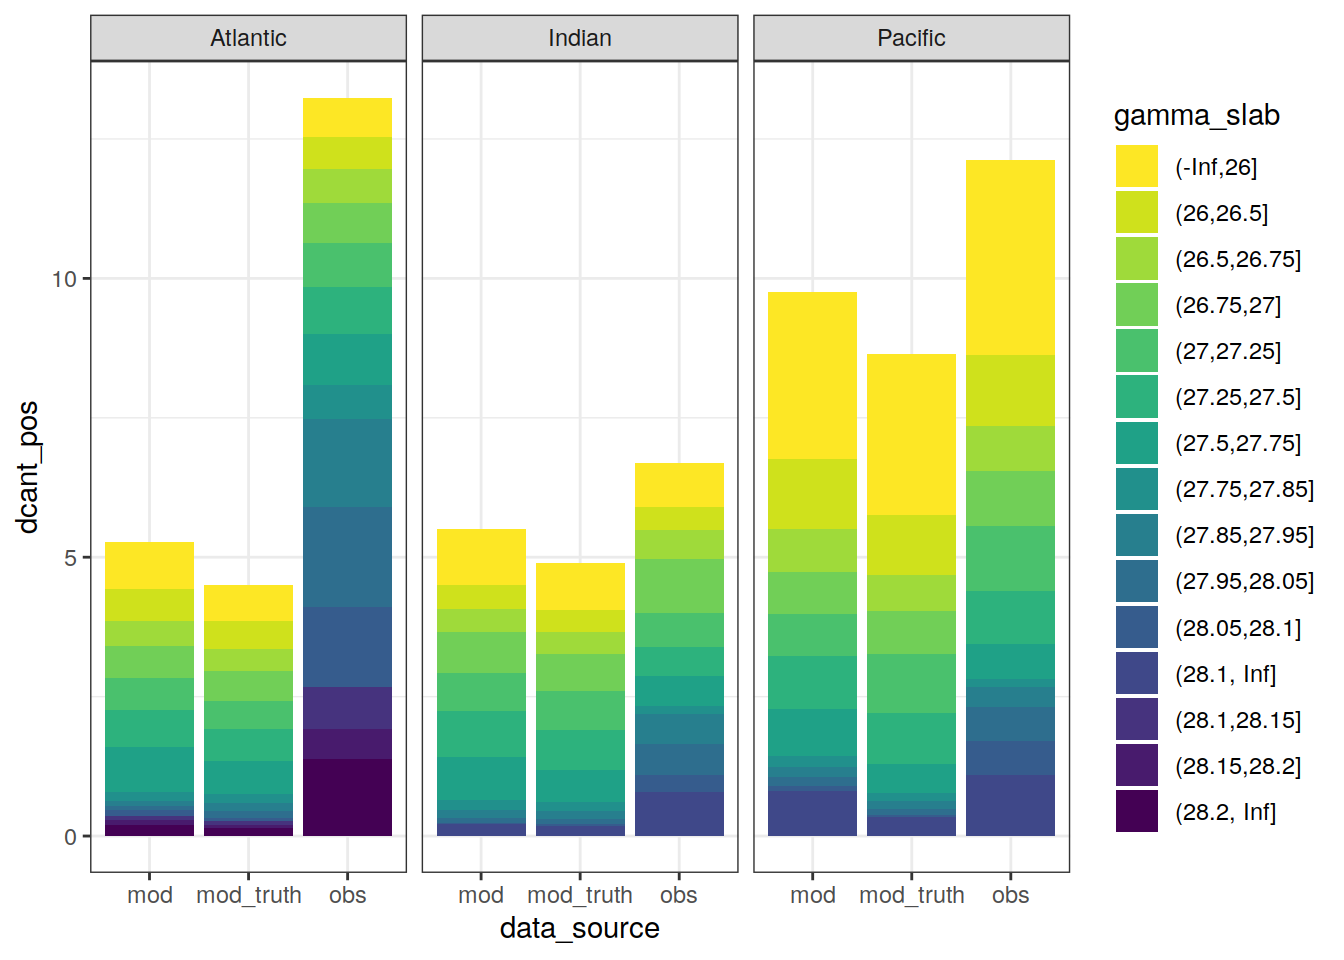 Atlantic Indian Pacific
dcant_pos
10
5
0
mod mod_truth obs mod mod_truth obs mod mod_truth obs
data_source
gamma_slab
(-Inf,26]
(26,26.5]
(26.5,26.75]
(26.75,27]
(27,27.25]
(27.25,27.5]
(27.5,27.75]
(27.75,27.85]
(27.85,27.95]
(27.95,28.05]
(28.05,28.1]
(28.1, Inf]
(28.1,28.15]
(28.15,28.2]
(28.2, Inf]